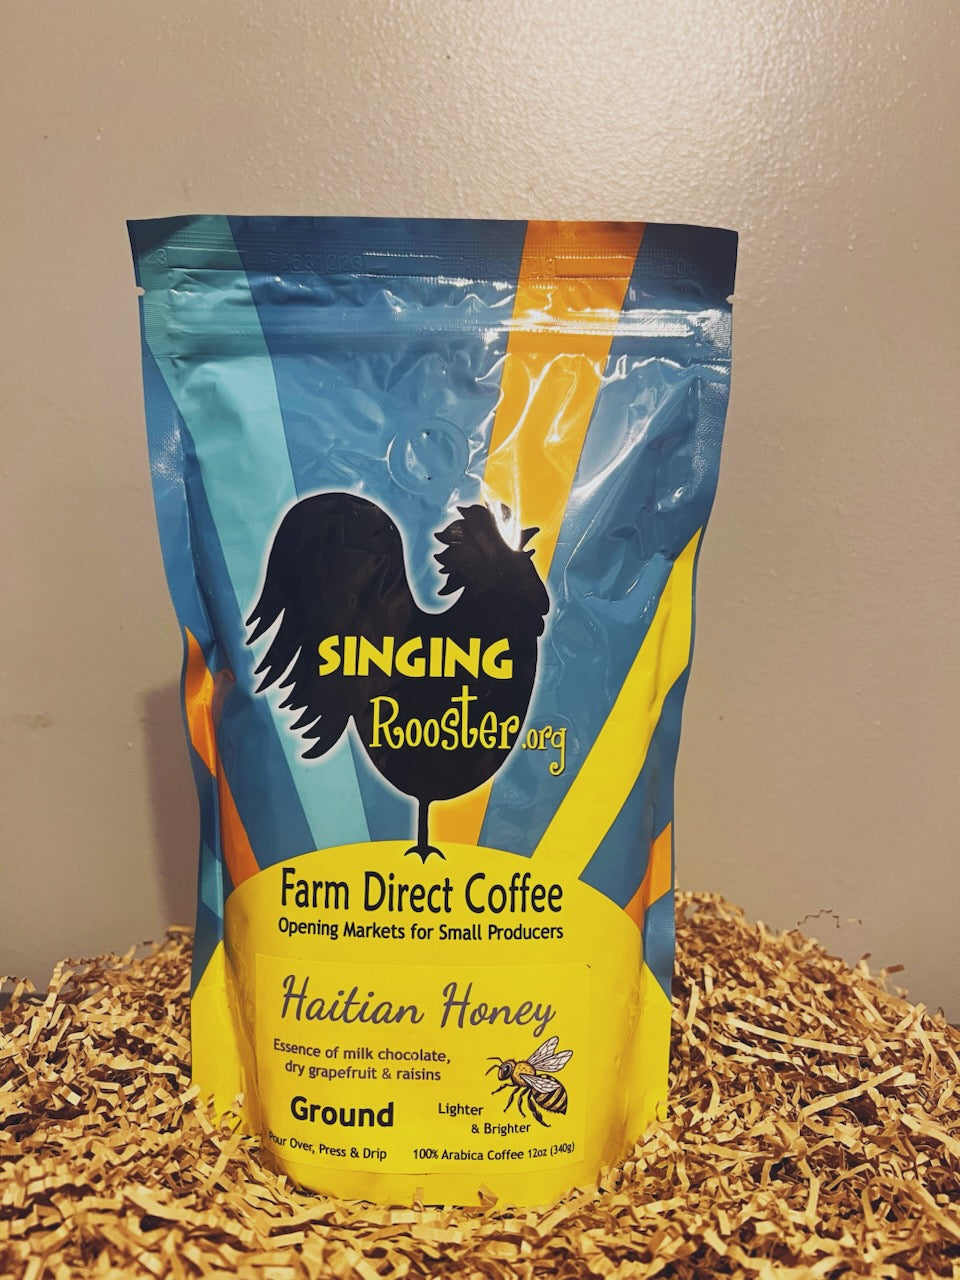 SINGING
Rooster.org
Farm Direct Coffee
Opening Markets for Small Producers
Haitian Honey
Essence of milk chocolate,
dry grapefruit & raisins
Ground
Lighter
& Brighter
Pour Over, Press & Drip
100% Arabica Coffee 12oz (340g)